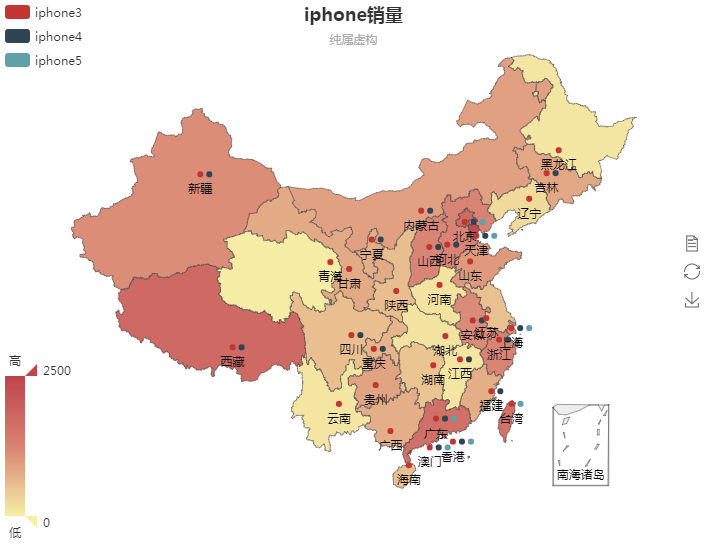 iphone销量
纯属虚构
iphone3
iphone4
iphone5
黑龙江
吉林
新疆
辽宁
内蒙古
北京
天津
宁夏
山西
河北
青海
甘肃
山东
陕西
河南
江苏
安徽
上海
四川
重庆
湖北
浙江
西藏
湖南
江西
贵州
福建
云南
台湾
广东
广西
香港
澳门
海南
南海诸岛
高
2500
0
低